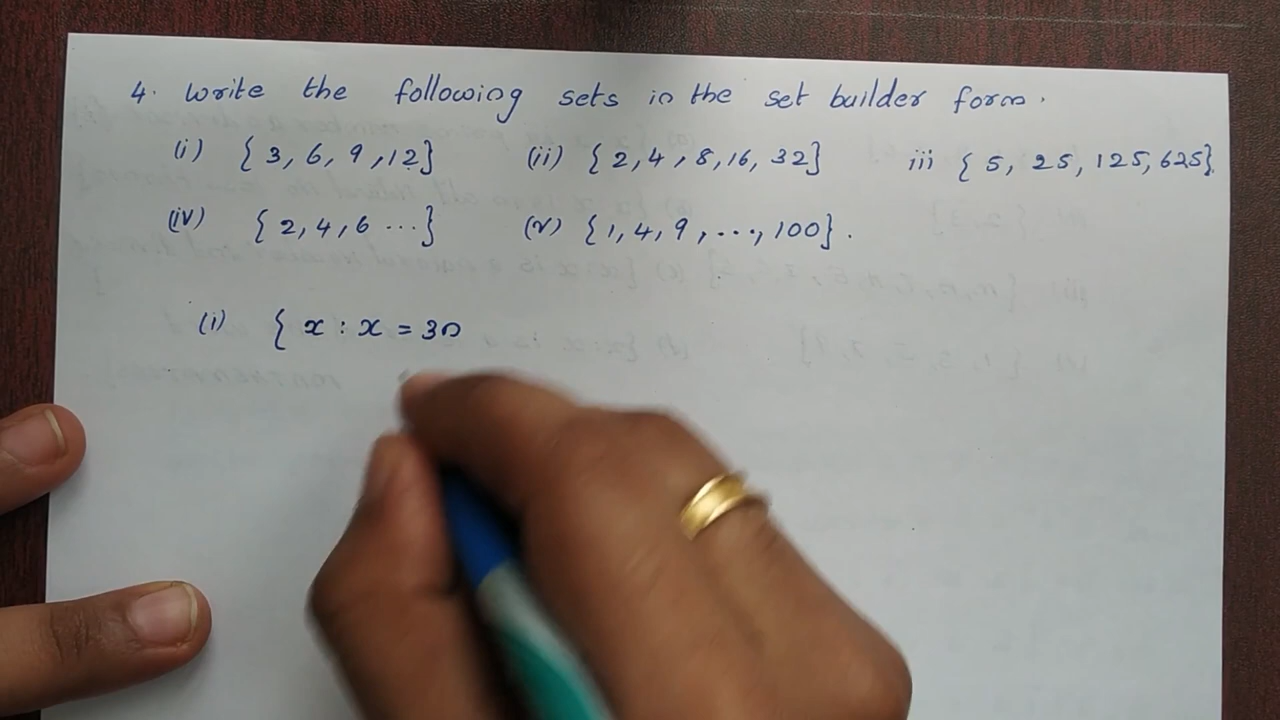 4. Write the following sets in the set builder form.
(i) { 3, 6, 9, 12} (ii) { 2, 4, 8, 16, 32} iii { 5, 25, 125, 625}.
(iv) { 2, 4, 6 ...} (v) { 1, 4, 9, ..., 100}.
(i) { x : x = 3n